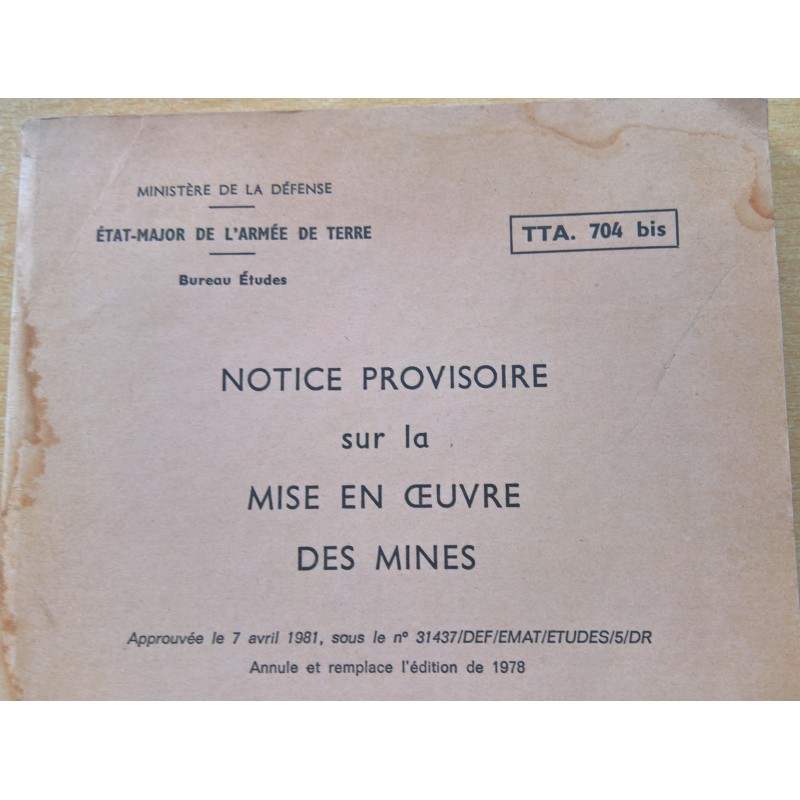 MINISTÈRE DE LA DÉFENSE
ÉTAT-MAJOR DE L'ARMÉE DE TERRE
Bureau Études
TTA. 704 bis
NOTICE PROVISOIRE
sur la
MISE EN ŒUVRE
DES MINES
Approuvée le 7 avril 1981, sous le nº 31437/DEF/EMAT/ETUDES/5/DR
Annule et remplace l'édition de 1978